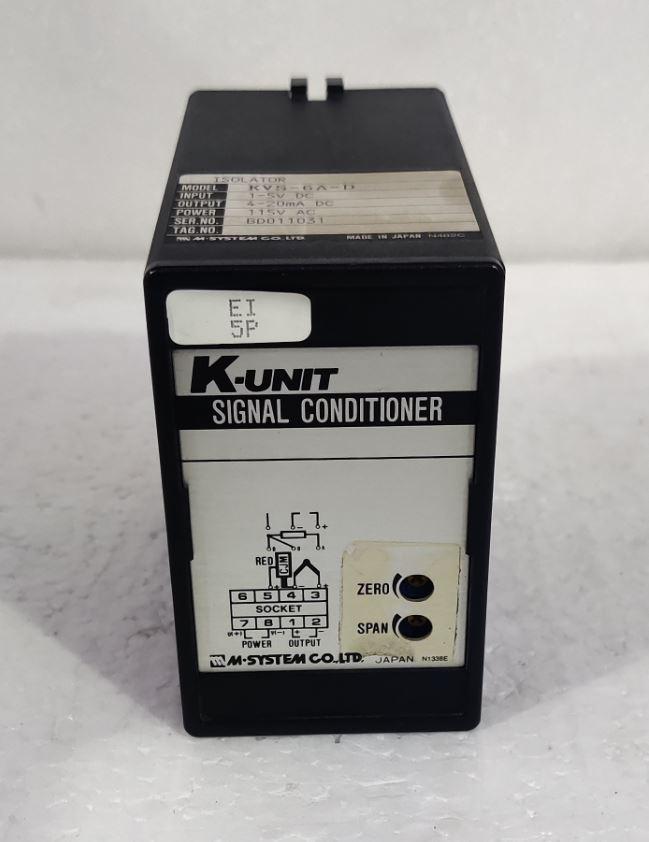 ISOLATOR
MODEL KVS-6A-D
INPUT 1-5V DC
OUTPUT 4-20mA DC
POWER 115V AC
SER.NO. BD011031
TAG.NO.
M-SYSTEM CO.,LTD. MADE IN JAPAN N482C
EI
5P
K-UNIT
SIGNAL CONDITIONER
- +
B A
RED CJM
+ - +
6 5 4 3
SOCKET
7 8 1 2
U(+) V(-) + -
POWER OUTPUT
ZERO
SPAN
M-SYSTEM CO.,LTD. JAPAN N1338E